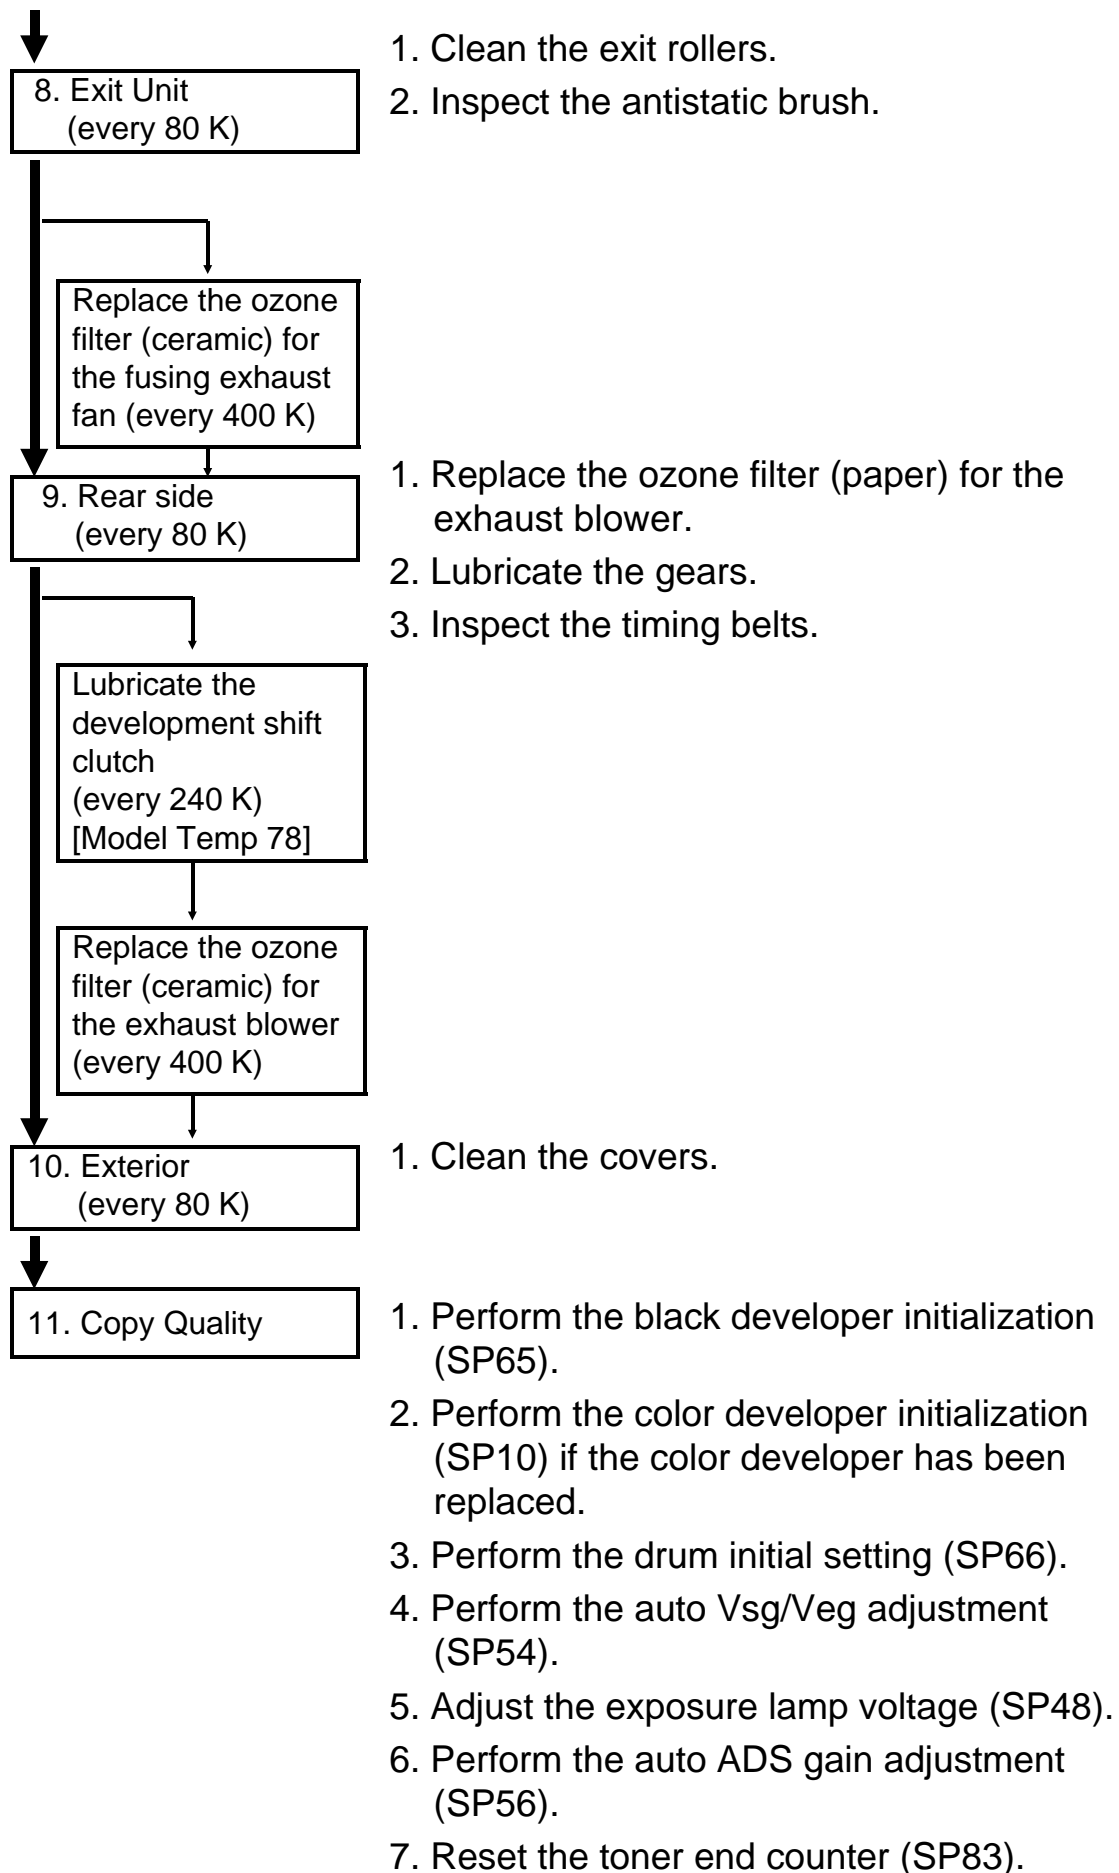 1. Clean the exit rollers.
8. Exit Unit
(every 80 K)
2. Inspect the antistatic brush.
Replace the ozone
filter (ceramic) for
the fusing exhaust
fan (every 400 K)
9. Rear side
(every 80 K)
1. Replace the ozone filter (paper) for the
exhaust blower.
2. Lubricate the gears.
3. Inspect the timing belts.
Lubricate the
development shift
clutch
(every 240 K)
[Model Temp 78]
Replace the ozone
filter (ceramic) for
the exhaust blower
(every 400 K)
10. Exterior
(every 80 K)
1. Clean the covers.
11. Copy Quality
1. Perform the black developer initialization
(SP65).
2. Perform the color developer initialization
(SP10) if the color developer has been
replaced.
3. Perform the drum initial setting (SP66).
4. Perform the auto Vsg/Veg adjustment
(SP54).
5. Adjust the exposure lamp voltage (SP48).
6. Perform the auto ADS gain adjustment
(SP56).
7. Reset the toner end counter (SP83).